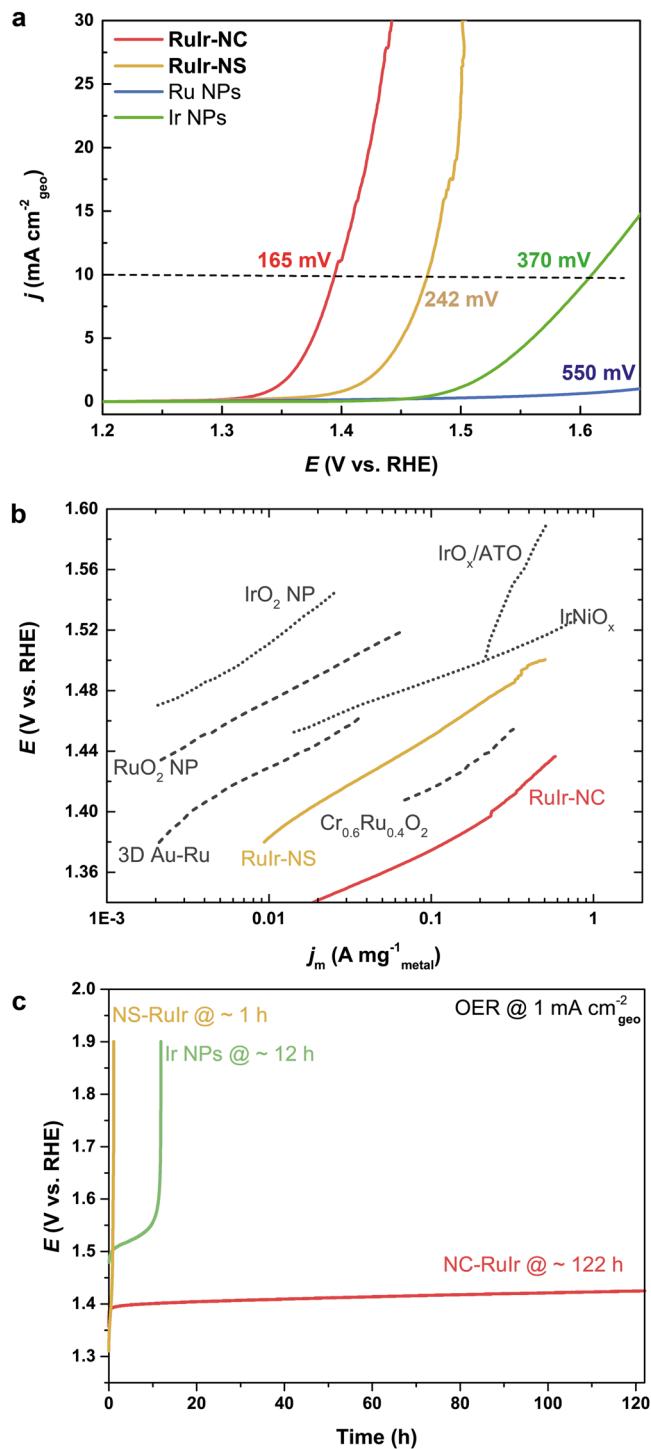 a
30
25
20
15
10
5
0
j (mA cm⁻²geo)
RuIr-NC
RuIr-NS
Ru NPs
Ir NPs
165 mV
242 mV
370 mV
550 mV
1.2 1.3 1.4 1.5 1.6
E (V vs. RHE)
b
1.60
1.56
1.52
1.48
1.44
1.40
1.36
E (V vs. RHE)
IrOx/ATO
IrO2 NP
IrNiOx
RuO2 NP
RuIr-NC
Cr0.6Ru0.4O2
3D Au-Ru
RuIr-NS
1E-3 0.01 0.1 1
jm (A mg⁻¹metal)
c
2.0
1.9
1.8
1.7
1.6
1.5
1.4
1.3
E (V vs. RHE)
NS-RuIr @ ~ 1 h
OER @ 1 mA cm⁻²geo
Ir NPs @ ~ 12 h
NC-RuIr @ ~ 122 h
0 20 40 60 80 100 120
Time (h)